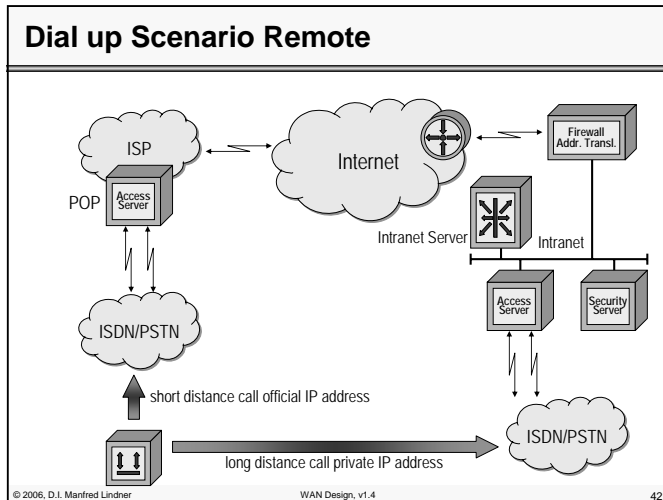 Dial up Scenario Remote
ISP
POP
Access
Server
Internet
Firewall
Addr. Transl.
Intranet Server
Intranet
Access
Server
Security
Server
ISDN/PSTN
short distance call official IP address
long distance call private IP address
ISDN/PSTN
© 2006, D.I. Manfred Lindner
WAN Design, v1.4
42